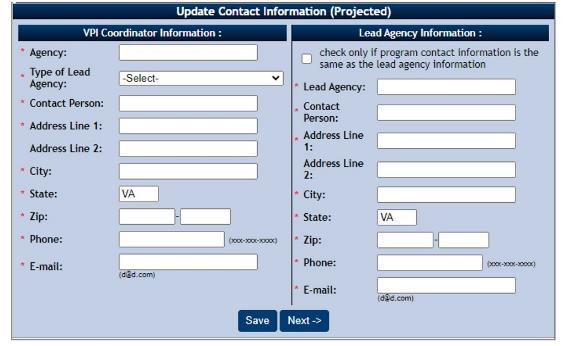 Update Contact Information (Projected)
VPI Coordinator Information :
* Agency:
* Type of Lead
Agency:
-Select-
* Contact Person:
* Address Line 1:
Address Line 2:
* City:
* State:
VA
* Zip:
-
* Phone:
(xxx-xxx-xxxx)
* E-mail:
(d@d.com)
Lead Agency Information :
check only if program contact information is the
same as the lead agency information
* Lead Agency:
* Contact
Person:
* Address Line
1:
Address Line
2:
* City:
* State:
VA
* Zip:
-
* Phone:
(xxx-xxx-xxxx)
* E-mail:
(d@d.com)
Save
Next ->